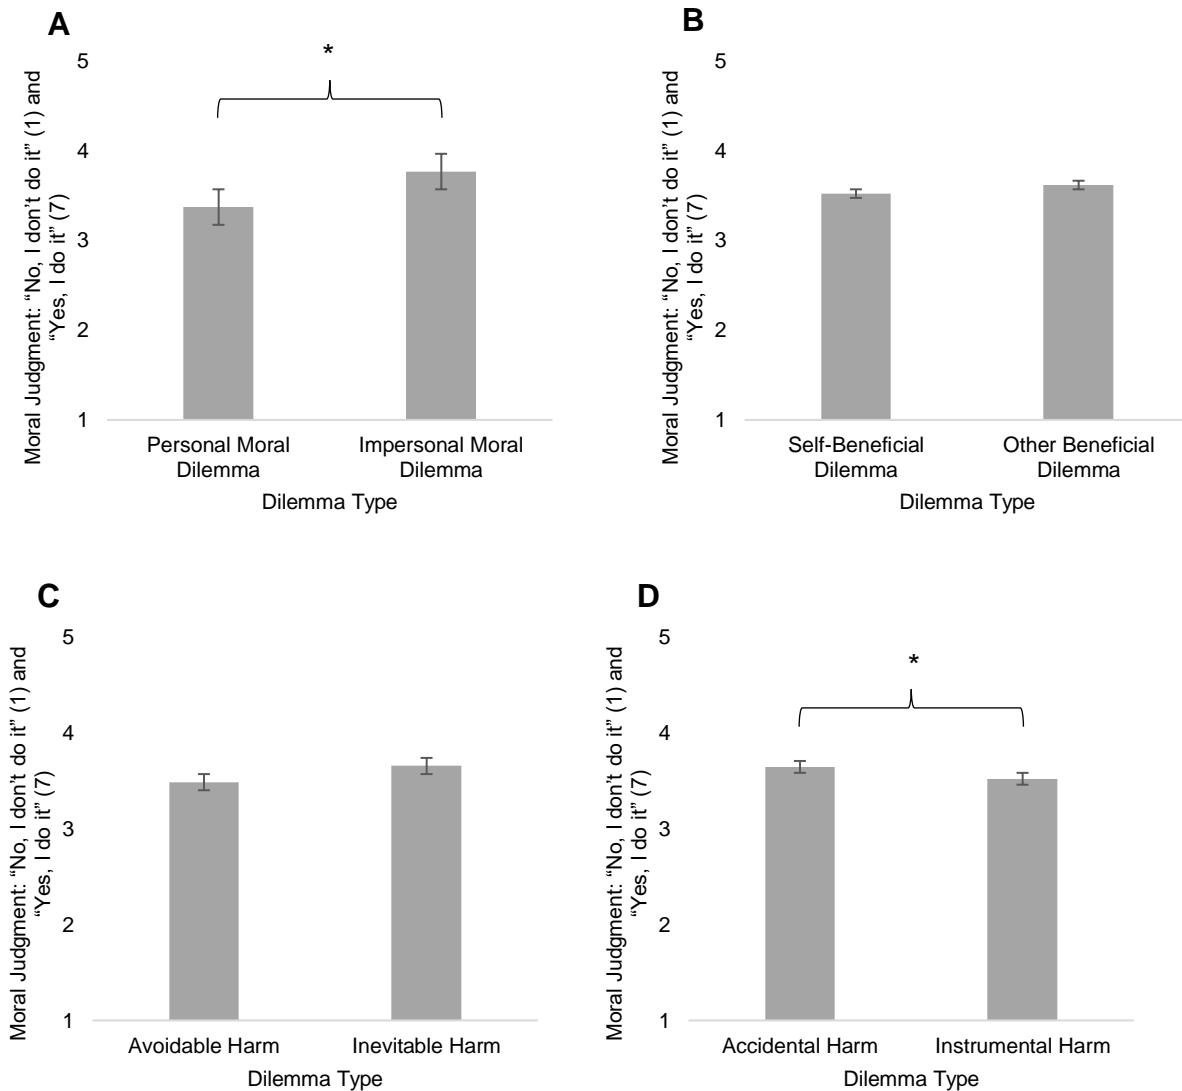 A
*
Moral Judgment: “No, I don’t do it” (1) and
“Yes, I do it” (7)
5
4
3
2
1
Personal Moral
Dilemma
Impersonal Moral
Dilemma
Dilemma Type
B
Moral Judgment: “No, I don’t do it” (1) and
“Yes, I do it” (7)
5
4
3
2
1
Self-Beneficial
Dilemma
Other Beneficial
Dilemma
Dilemma Type
C
Moral Judgment: “No, I don’t do it” (1) and
“Yes, I do it” (7)
5
4
3
2
1
Avoidable Harm
Inevitable Harm
Dilemma Type
D
*
Moral Judgment: “No, I don’t do it” (1) and
“Yes, I do it” (7)
5
4
3
2
1
Accidental Harm
Instrumental Harm
Dilemma Type